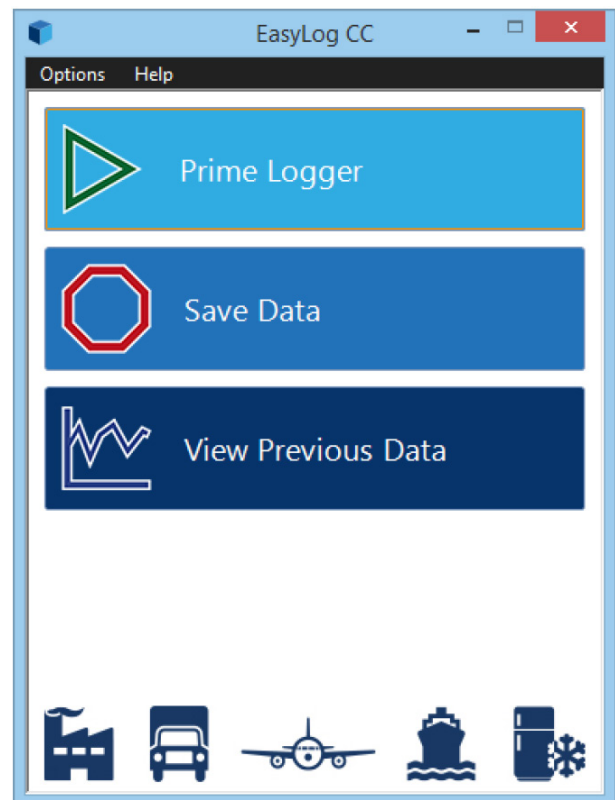 EasyLog CC
Options Help
Prime Logger
Save Data
View Previous Data